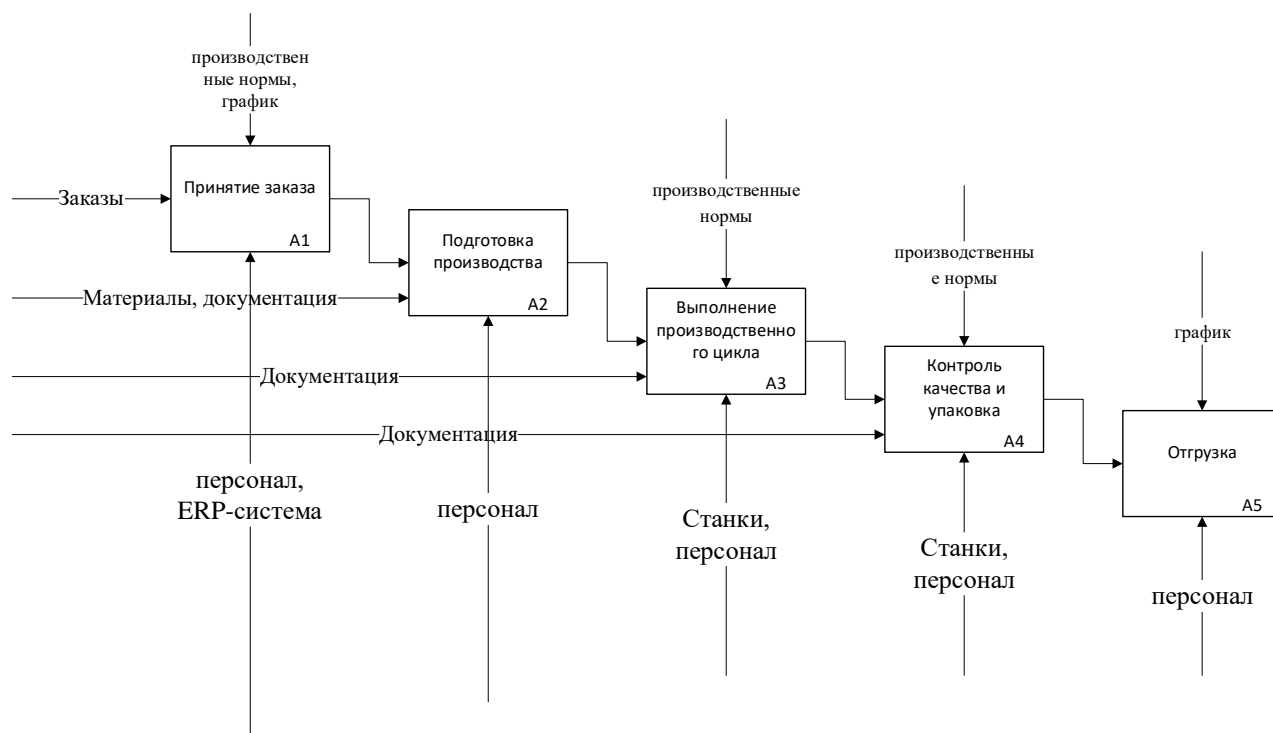 производствен
ные нормы,
график
Заказы
Принятие заказа
A1
Материалы, документация
Подготовка
производства
A2
производственные
нормы
Документация
Выполнение
производственно
го цикла
A3
производственны
е нормы
Документация
Контроль
качества и
упаковка
A4
график
Отгрузка
A5
персонал,
ERP-система
персонал
Станки,
персонал
Станки,
персонал
персонал